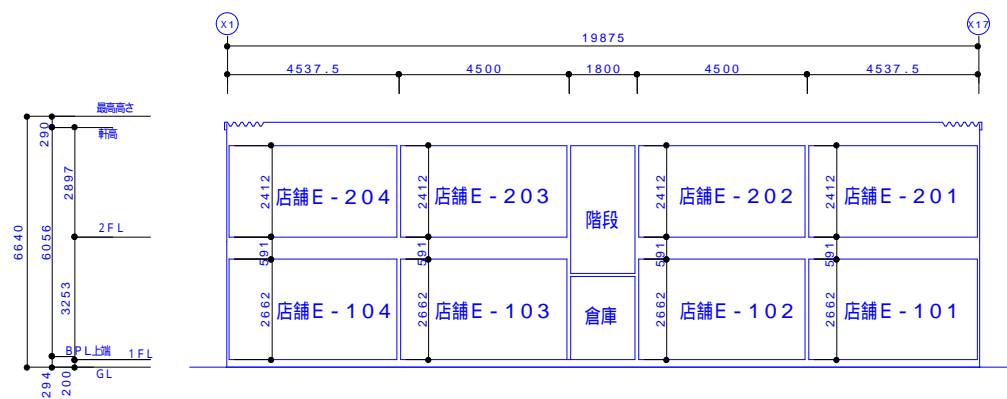 X1
X17
19875
4537.5
4500
1800
4500
4537.5
最高高さ
軒高
290
2897
2FL
6640
6056
3253
BPL上端
1FL
GL
294
200
2412
店舗E-204
2412
店舗E-203
階段
2412
店舗E-202
2412
店舗E-201
591
591
591
591
2662
店舗E-104
2662
店舗E-103
倉庫
2662
店舗E-102
2662
店舗E-101